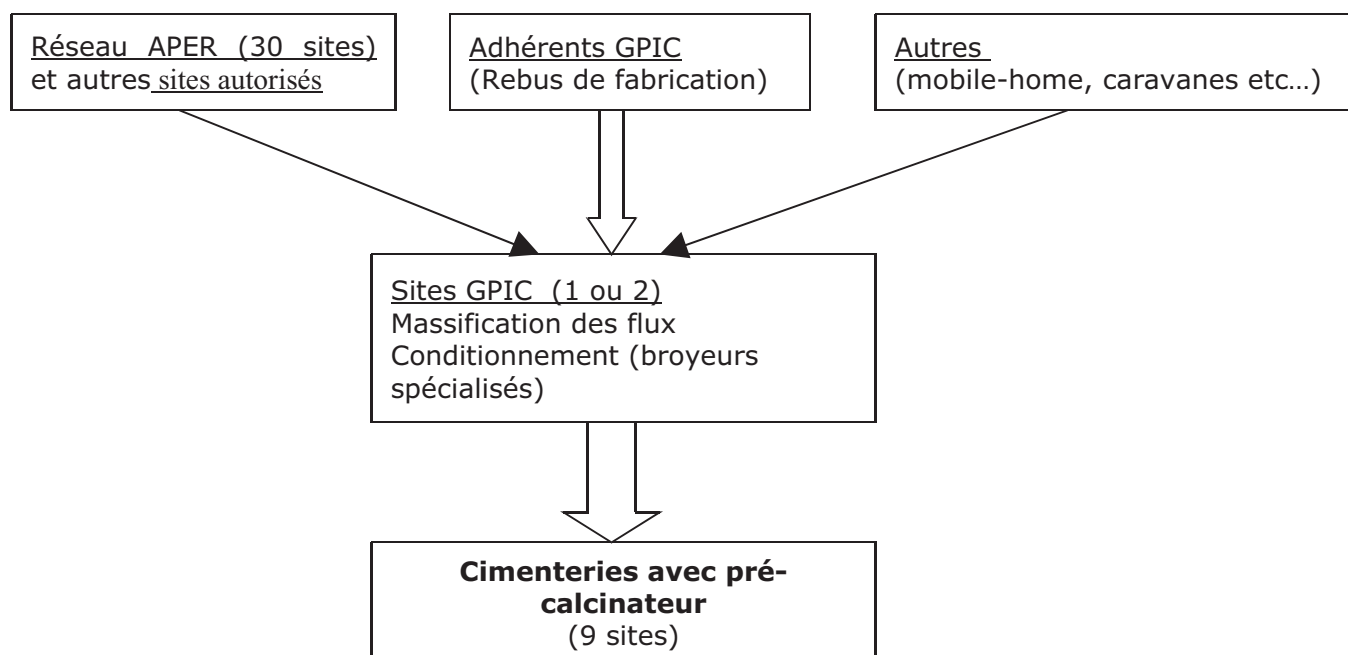 Réseau APER (30 sites)
et autres sites autorisés
Adhérents GPIC
(Rebus de fabrication)
Autres
(mobile-home, caravanes etc…)
Sites GPIC (1 ou 2)
Massification des flux
Conditionnement (broyeurs
spécialisés)
Cimenteries avec pré-
calcinateur
(9 sites)